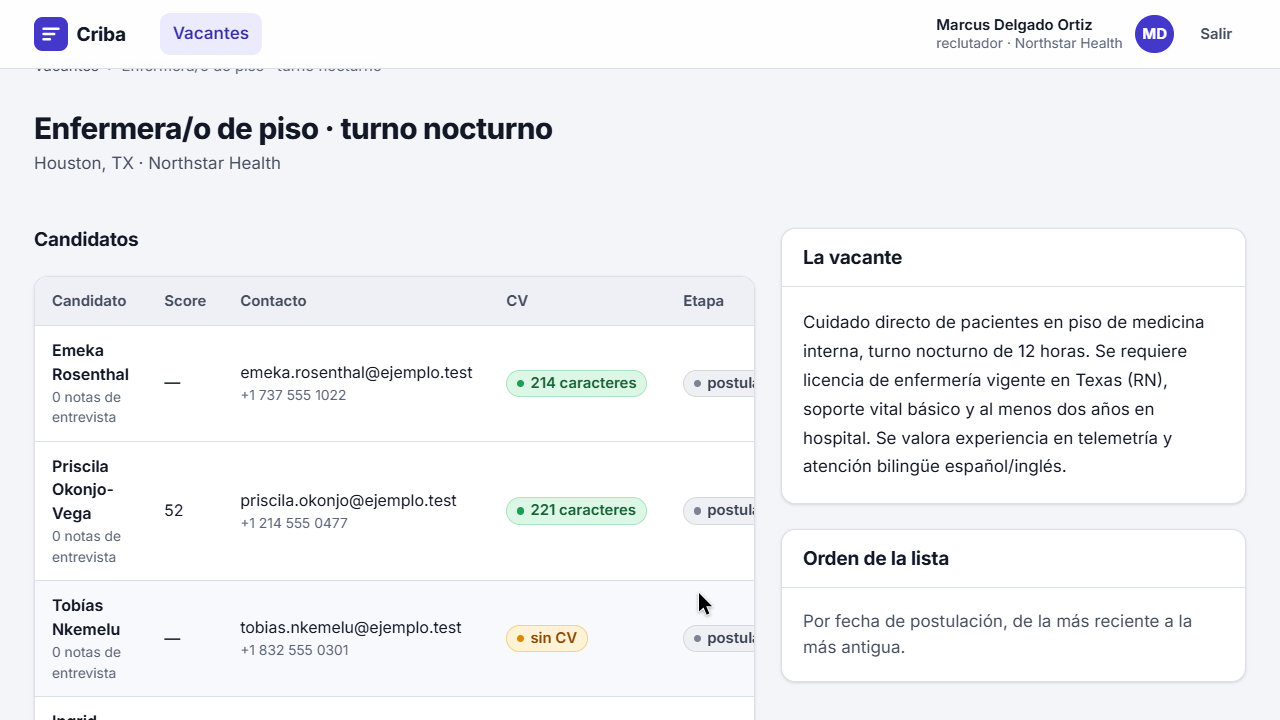 Criba
Vacantes
Marcus Delgado Ortiz
reclutador · Northstar Health
MD
Salir
Enfermera/o de piso · turno nocturno
Houston, TX · Northstar Health
Candidatos
Candidato Score Contacto CV Etapa
Emeka
Rosenthal
0 notas de
entrevista
—
emeka.rosenthal@ejemplo.test
+1 737 555 1022
214 caracteres
postula
Priscila
Okonjo-
Vega
0 notas de
entrevista
52
priscila.okonjo@ejemplo.test
+1 214 555 0477
221 caracteres
postula
Tobías
Nkemelu
0 notas de
entrevista
—
tobias.nkemelu@ejemplo.test
+1 832 555 0301
sin CV
postula
La vacante
Cuidado directo de pacientes en piso de medicina
interna, turno nocturno de 12 horas. Se requiere
licencia de enfermería vigente en Texas (RN),
soporte vital básico y al menos dos años en
hospital. Se valora experiencia en telemetría y
atención bilingüe español/inglés.
Orden de la lista
Por fecha de postulación, de la más reciente a la
más antigua.